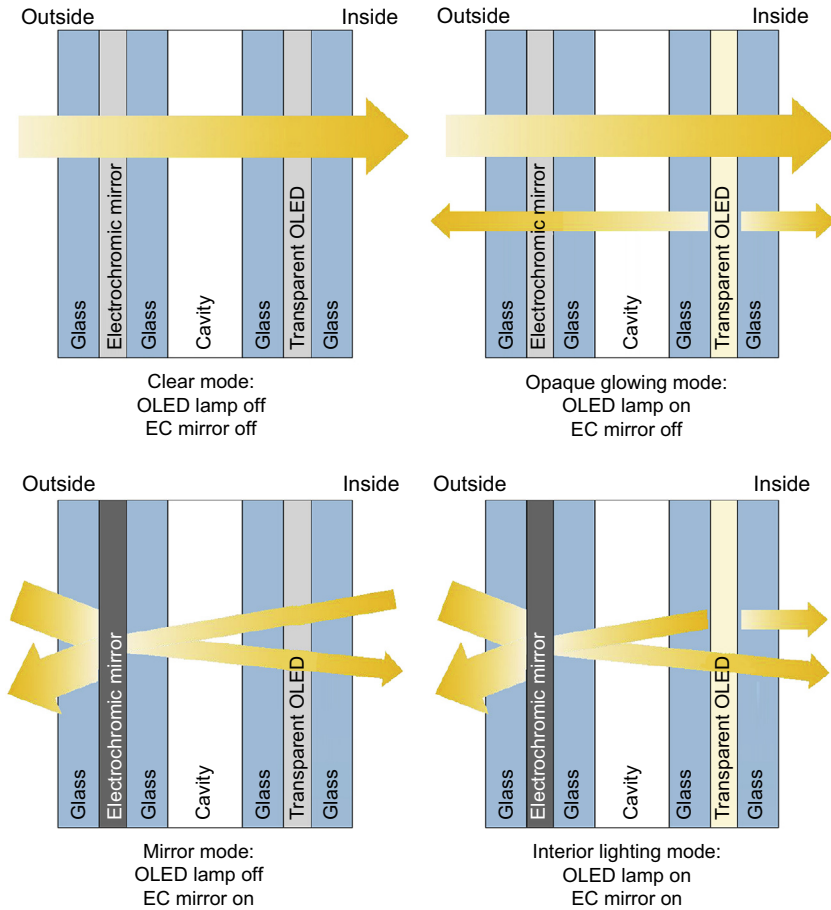 Outside
Inside
Glass
Electrochromic mirror
Glass
Cavity
Glass
Transparent OLED
Glass
Clear mode:
OLED lamp off
EC mirror off
Outside
Inside
Glass
Electrochromic mirror
Glass
Cavity
Glass
Transparent OLED
Glass
Opaque glowing mode:
OLED lamp on
EC mirror off
Outside
Inside
Glass
Electrochromic mirror
Glass
Cavity
Glass
Transparent OLED
Glass
Mirror mode:
OLED lamp off
EC mirror on
Outside
Inside
Glass
Electrochromic mirror
Glass
Cavity
Glass
Transparent OLED
Glass
Interior lighting mode:
OLED lamp on
EC mirror on